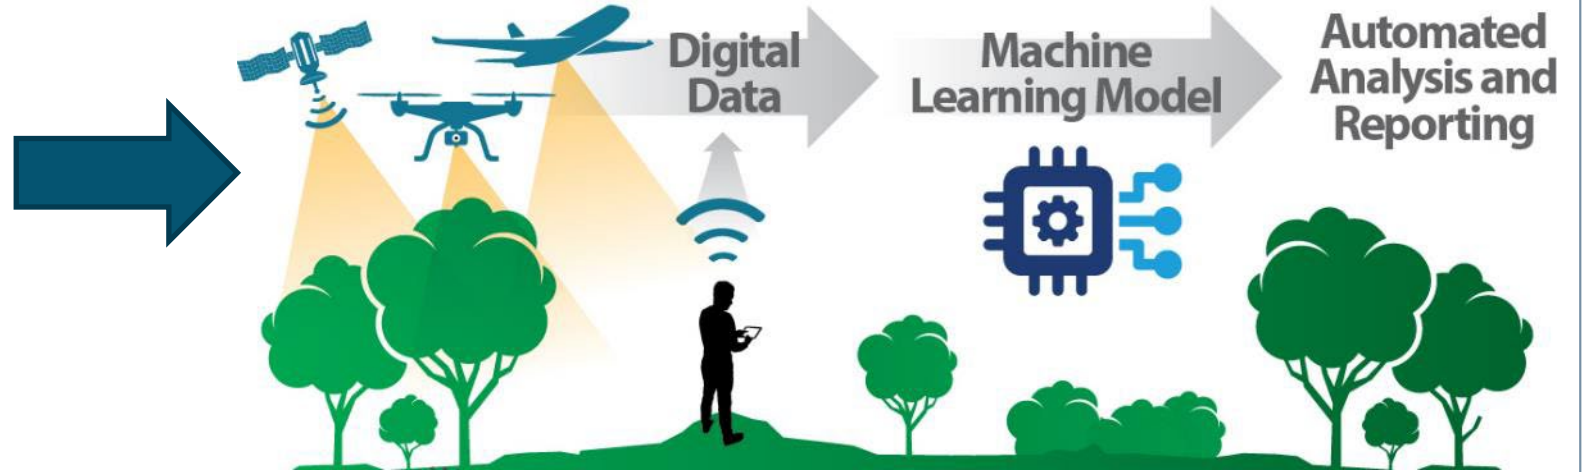 Digital
Data
Machine
Learning Model
Automated
Analysis and
Reporting